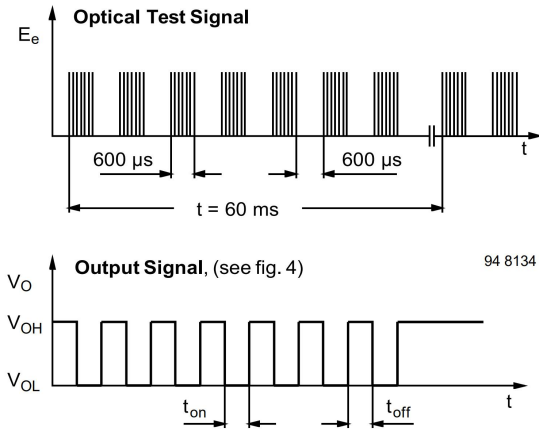 Optical Test Signal
Ee
t
600 µs
600 µs
t = 60 ms
94 8134
Output Signal, (see fig. 4)
VO
VOH
VOL
ton
toff
t